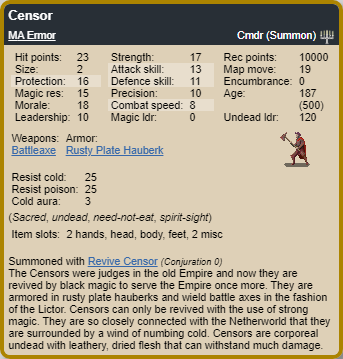 Censor
MA Ermor Cmdr (Summon)
Hit points: 23 Strength: 17 Rec points: 10000
Size: 2 Attack skill: 13 Map move: 19
Protection: 16 Defence skill: 11 Encumbrance: 0
Magic res: 15 Precision: 10 Age: 187
Morale: 18 Combat speed: 8 (500)
Leadership: 10 Magic ldr: 0 Undead ldr: 120
Weapons: Armor:
Battleaxe Rusty Plate Hauberk
Resist cold: 25
Resist poison: 25
Cold aura: 3
(Sacred, undead, need-not-eat, spirit-sight)
Item slots: 2 hands, head, body, feet, 2 misc
Summoned with Revive Censor (Conjuration 0)
The Censors were judges in the old Empire and now they are
revived by black magic to serve the Empire once more. They are
armored in rusty plate hauberks and wield battle axes in the fashion
of the Lictor. Censors can only be revived with the use of strong
magic. They are so closely connected with the Netherworld that they
are surrounded by a wind of numbing cold. Censors are corporeal
undead with leathery, dried flesh that can withstand much damage.